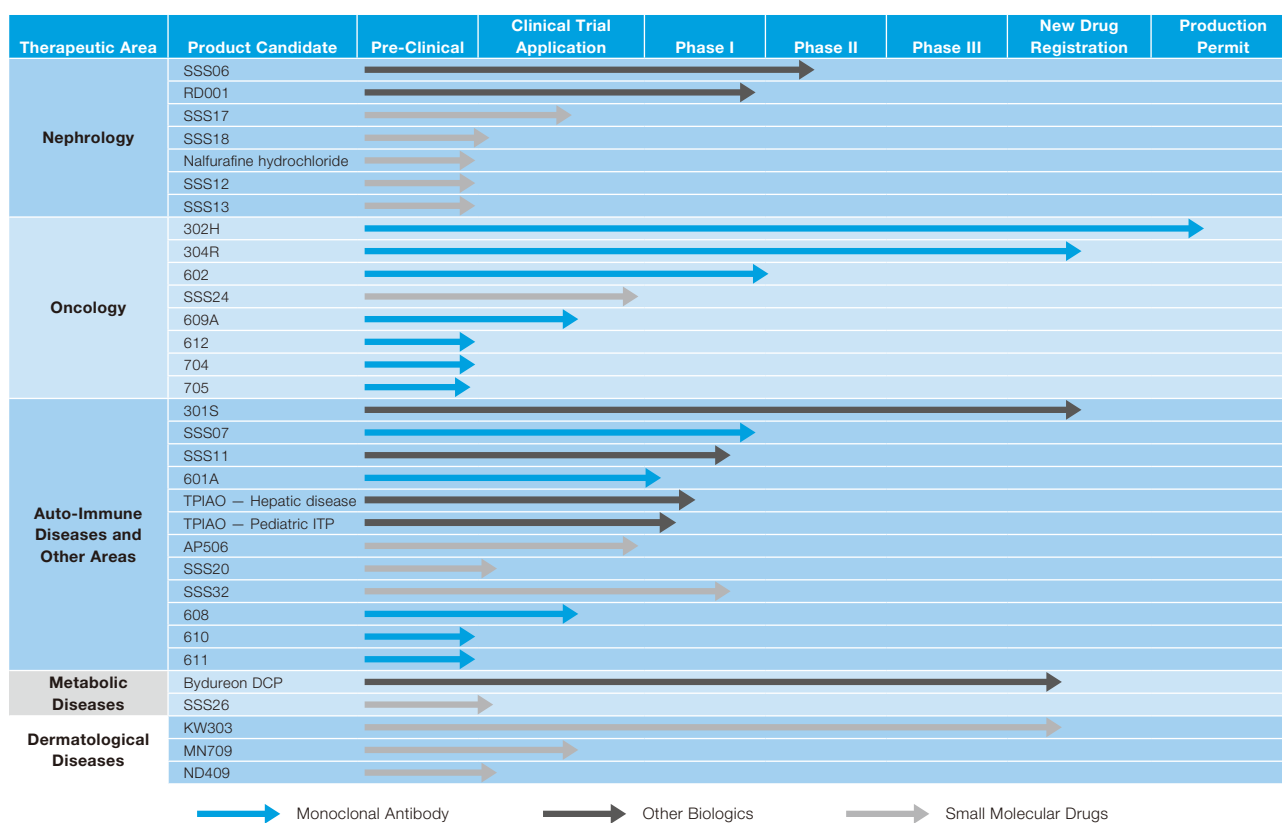 Therapeutic Area Product Candidate Pre-Clinical Clinical Trial Application Phase I Phase II Phase III New Drug Registration Production Permit
Nephrology
SSS06
RD001
SSS17
SSS18
Nalfurafine hydrochloride
SSS12
SSS13
Oncology
302H
304R
602
SSS24
609A
612
704
705
Auto-Immune
Diseases and
Other Areas
301S
SSS07
SSS11
601A
TPIAO — Hepatic disease
TPIAO — Pediatric ITP
AP506
SSS20
SSS32
608
610
611
Metabolic
Diseases
Bydureon DCP
SSS26
Dermatological
Diseases
KW303
MN709
ND409
Monoclonal Antibody Other Biologics Small Molecular Drugs